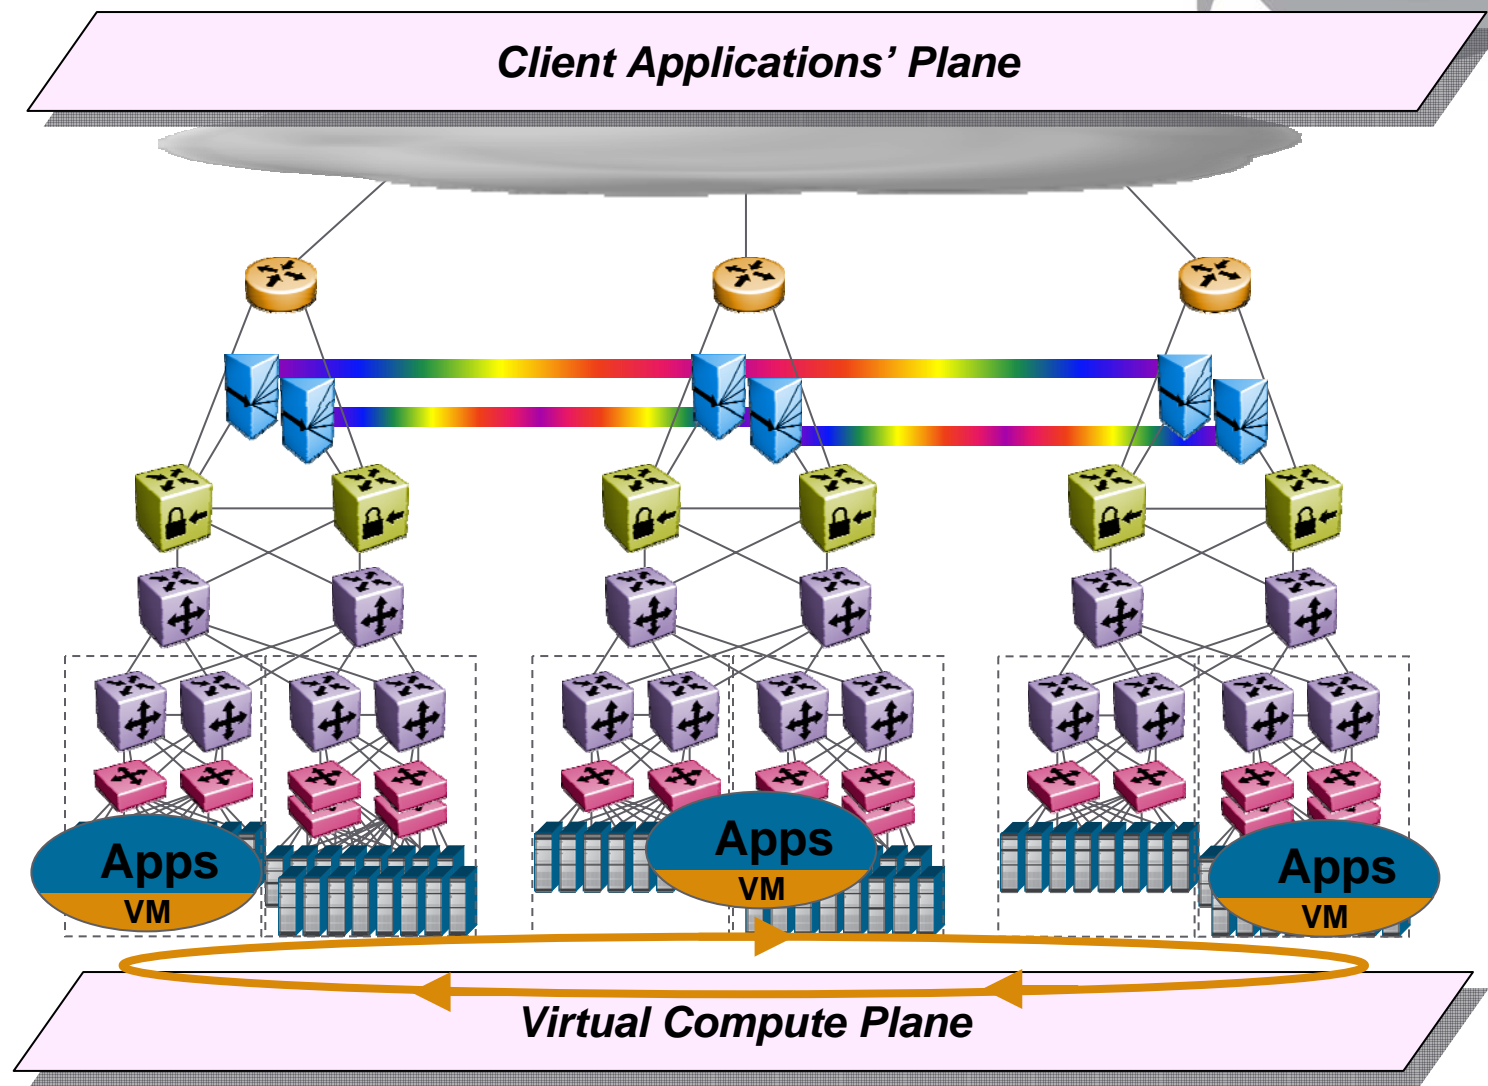 Client Applications’ Plane
Apps
VM
Apps
VM
Apps
VM
Virtual Compute Plane